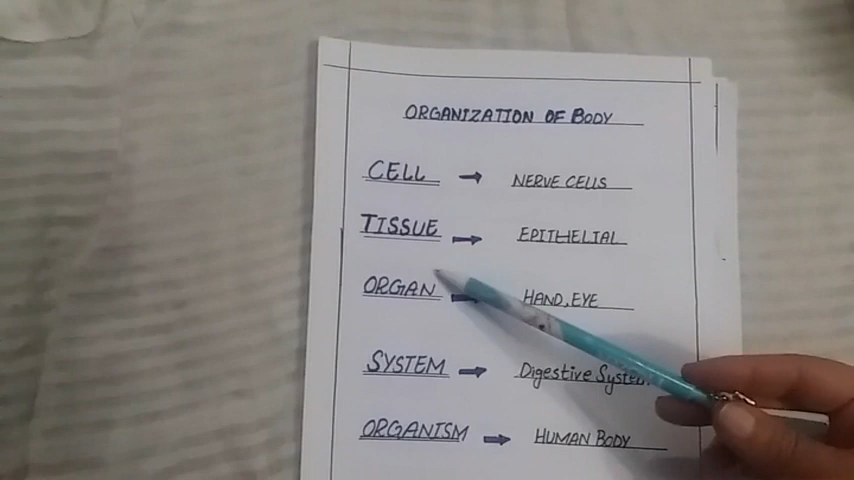 ORGANIZATION OF BODY
CELL → NERVE CELLS
TISSUE → EPITHELIAL
ORGAN → HAND, EYE
SYSTEM → Digestive System
ORGANISM → HUMAN BODY